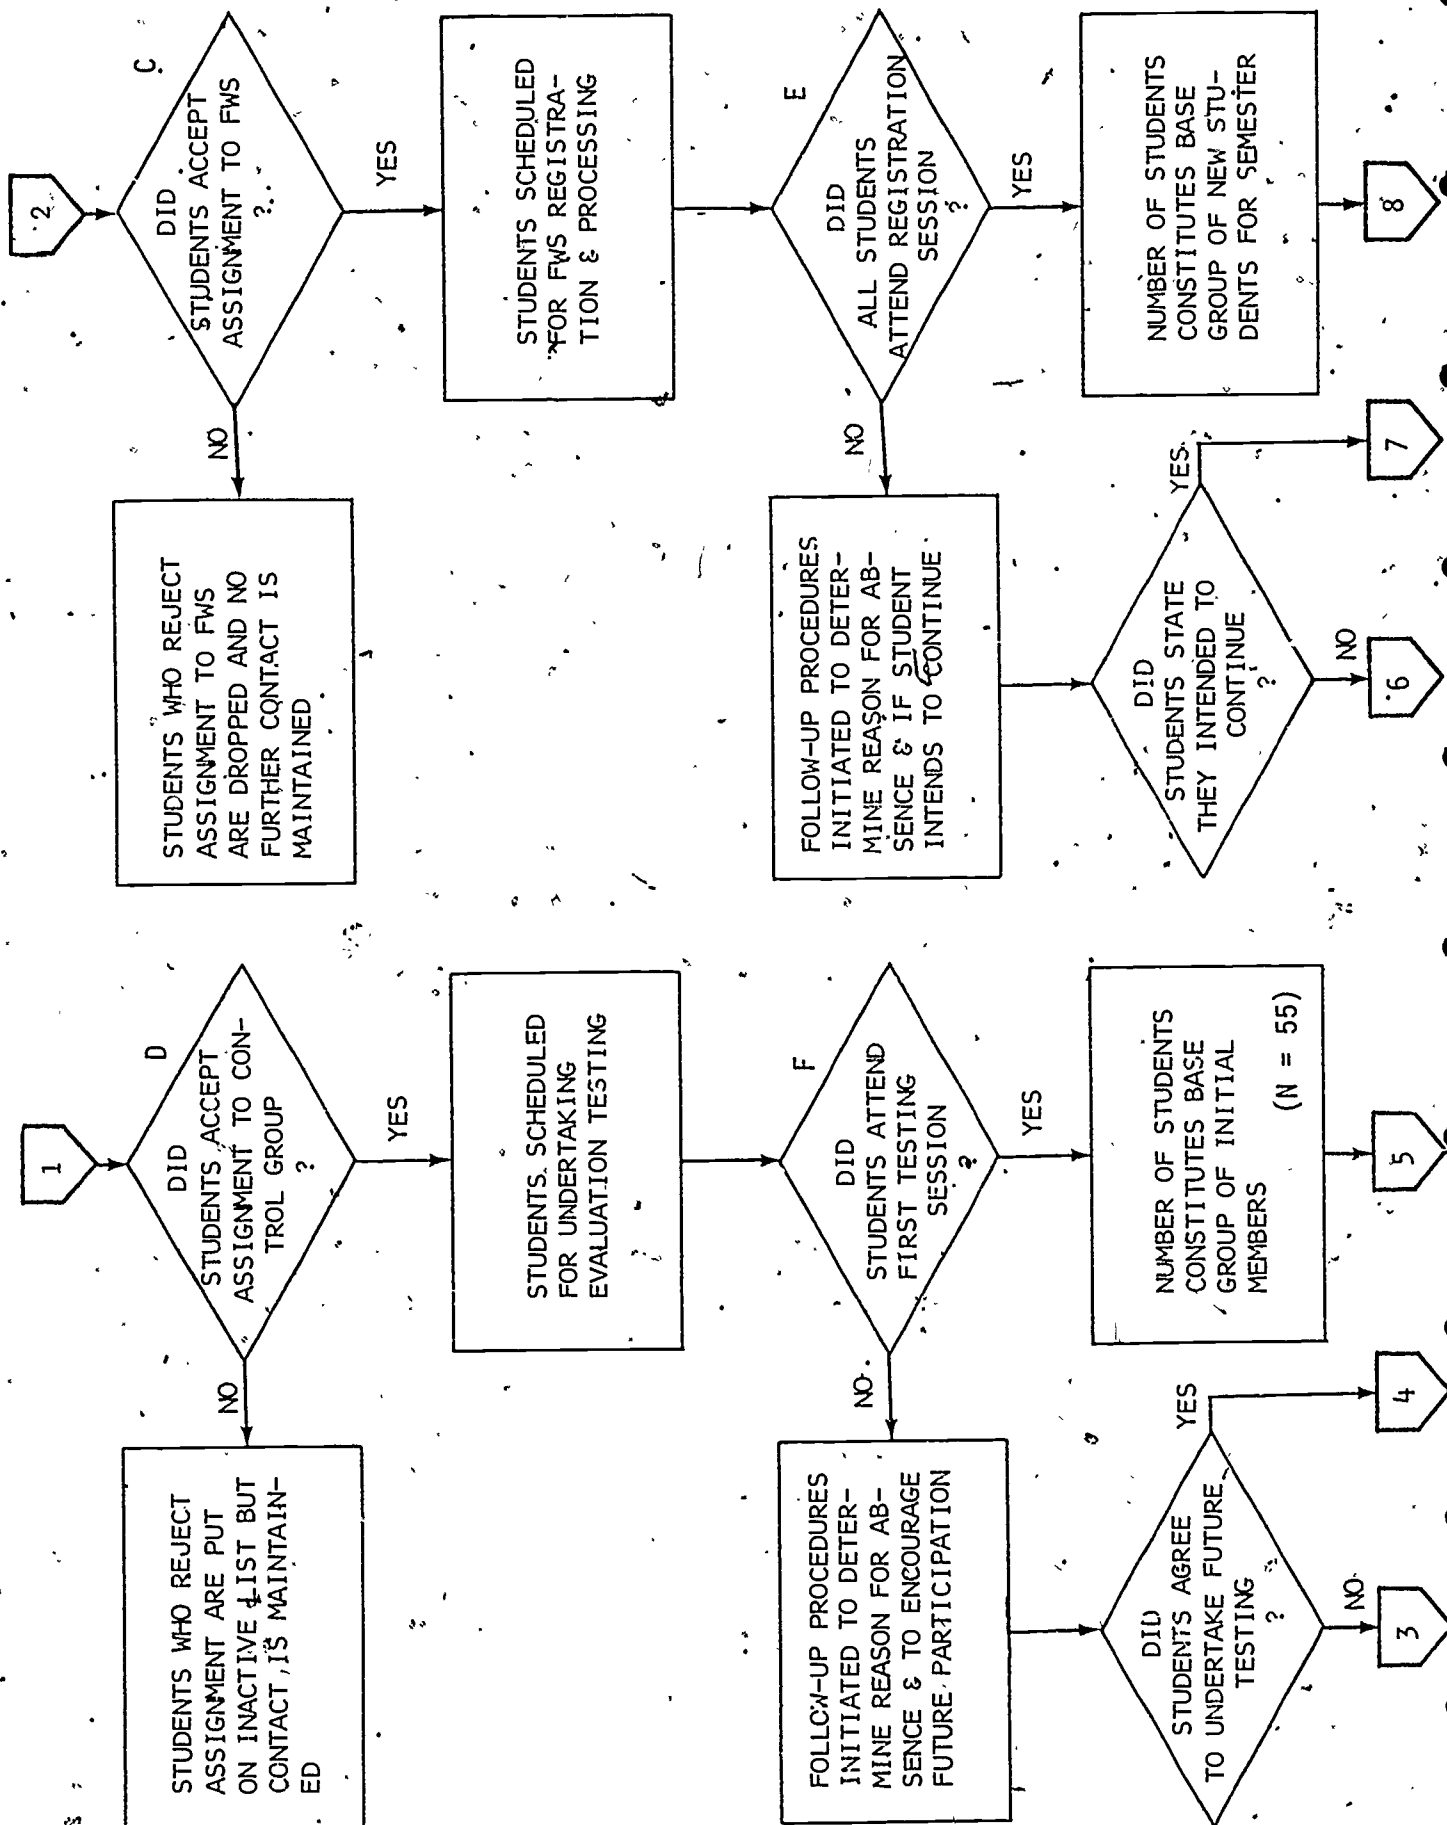 1
D
DID
STUDENTS ACCEPT
ASSIGNMENT TO CON-
TROL GROUP
?
NO
YES
STUDENTS WHO REJECT
ASSIGNMENT ARE PUT
ON INACTIVE LIST BUT
CONTACT IS MAINTAIN-
ED
STUDENTS SCHEDULED
FOR UNDERTAKING
EVALUATION TESTING
F
DID
STUDENTS ATTEND
FIRST TESTING
SESSION
?
NO
YES
FOLLOW-UP PROCEDURES
INITIATED TO DETER-
MINE REASON FOR AB-
SENCE & TO ENCOURAGE
FUTURE PARTICIPATION
NUMBER OF STUDENTS
CONSTITUTES BASE
GROUP OF INITIAL
MEMBERS
(N = 55)
DID
STUDENTS AGREE
TO UNDERTAKE FUTURE
TESTING
?
YES
NO
3
4
5
2
C
DID
STUDENTS ACCEPT
ASSIGNMENT TO FWS
?
NO
YES
STUDENTS WHO REJECT
ASSIGNMENT TO FWS
ARE DROPPED AND NO
FURTHER CONTACT IS
MAINTAINED
STUDENTS SCHEDULED
FOR FWS REGISTRA-
TION & PROCESSING
E
DID
ALL STUDENTS
ATTEND REGISTRATION
SESSION
?
NO
YES
FOLLOW-UP PROCEDURES
INITIATED TO DETER-
MINE REASON FOR AB-
SENCE & IF STUDENT
INTENDS TO CONTINUE
NUMBER OF STUDENTS
CONSTITUTES BASE
GROUP OF NEW STU-
DENTS FOR SEMESTER
DID
STUDENTS STATE
THEY INTENDED TO
CONTINUE
?
YES
NO
6
7
8